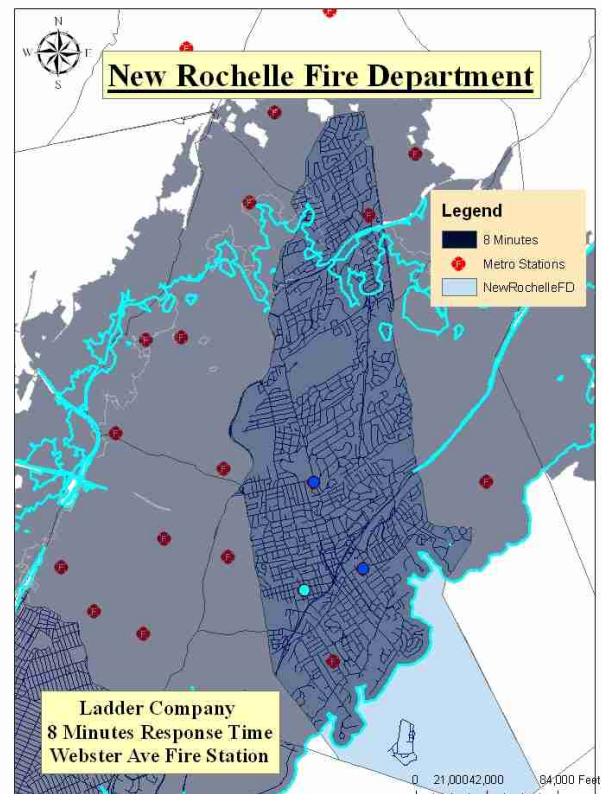 N
W E
S
New Rochelle Fire Department
Legend
8 Minutes
F Metro Stations
NewRochelleFD
Ladder Company
8 Minutes Response Time
Webster Ave Fire Station
0 21,00042,000 84,000 Feet